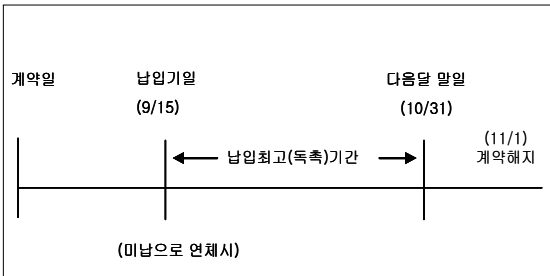 계약일
납입기일
(9/15)
다음달 말일
(10/31)
(11/1)
계약해지
납입최고(독촉)기간
(미납으로 연체시)